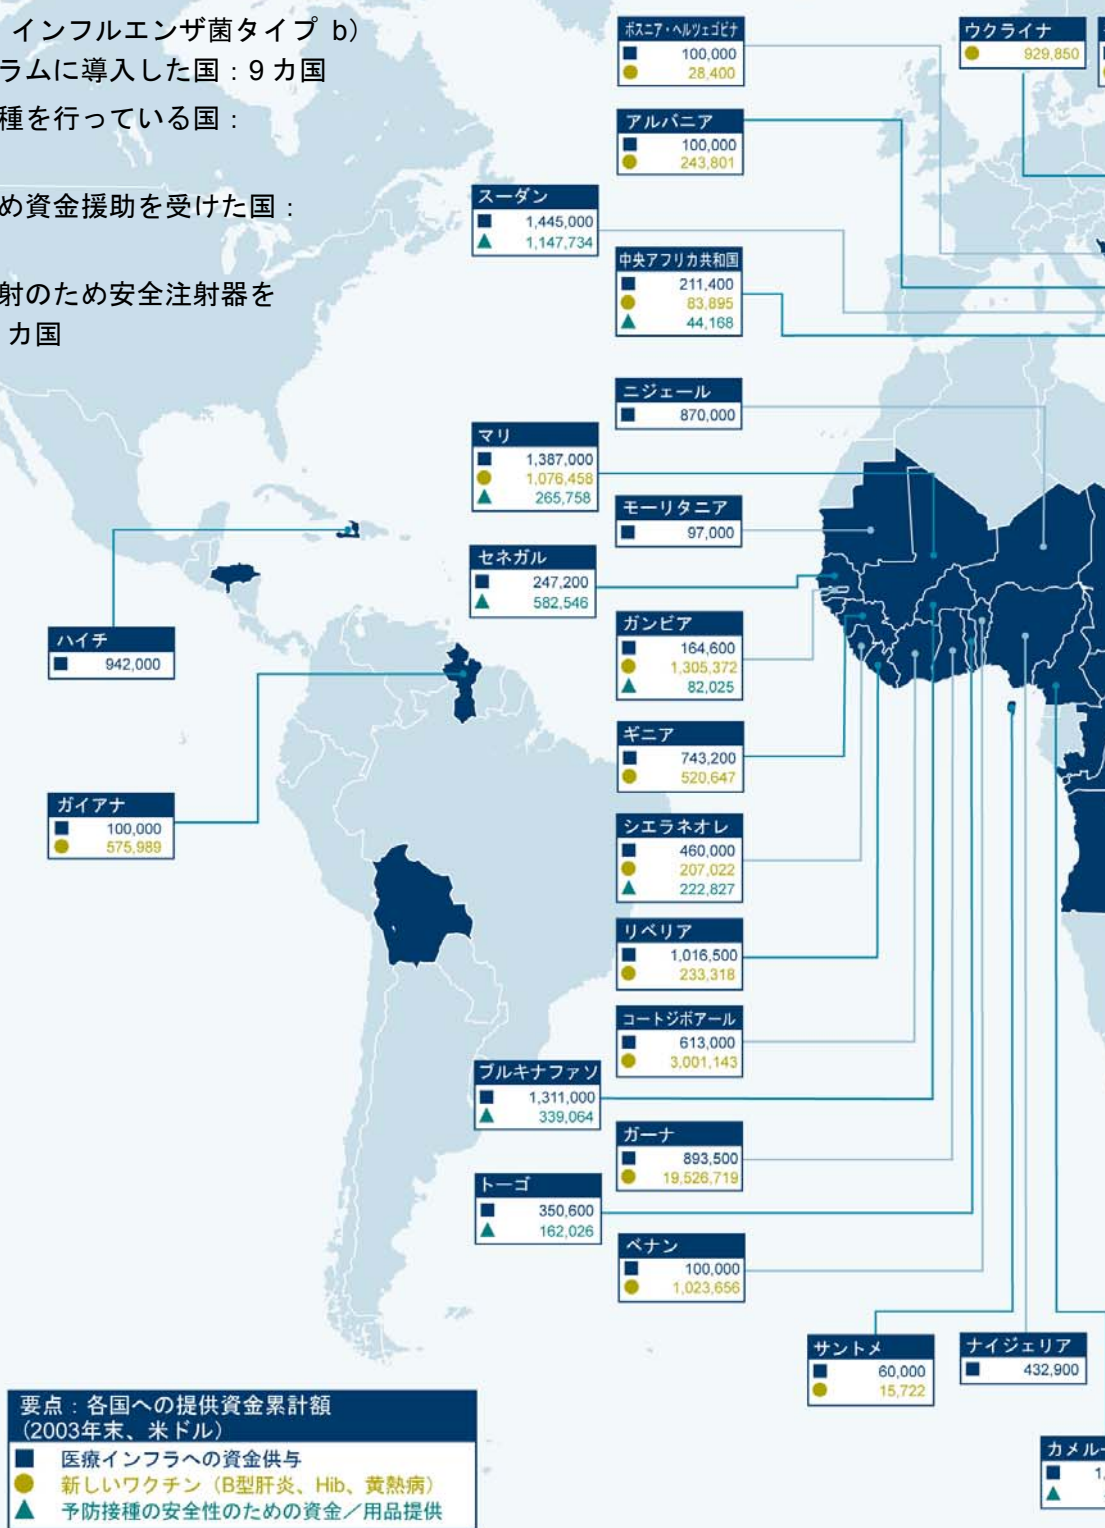 インフルエンザ菌タイプ b）
ラムに導入した国：9 カ国
種を行っている国：
め資金援助を受けた国：
射のため安全注射器を
カ国
ボスニア・ヘルツェゴビナ
■ 100,000
● 28,400
ウクライナ
● 929,850
アルバニア
■ 100,000
● 243,801
スーダン
■ 1,445,000
▲ 1,147,734
中央アフリカ共和国
■ 211,400
● 83,895
▲ 44,168
ニジェール
■ 870,000
マリ
■ 1,387,000
● 1,076,458
▲ 265,758
モーリタニア
■ 97,000
セネガル
■ 247,200
▲ 582,546
ガンビア
■ 164,600
● 1,305,372
▲ 82,025
ハイチ
■ 942,000
ギニア
■ 743,200
● 520,647
ガイアナ
■ 100,000
● 575,989
シエラネオレ
■ 460,000
● 207,022
▲ 222,827
リベリア
■ 1,016,500
● 233,318
コートジボアール
■ 613,000
● 3,001,143
ブルキナファソ
■ 1,311,000
▲ 339,064
ガーナ
■ 893,500
● 19,526,719
トーゴ
■ 350,600
▲ 162,026
ベナン
■ 100,000
● 1,023,656
サントメ
■ 60,000
● 15,722
ナイジェリア
■ 432,900
カメルー
■ 1,
▲
要点：各国への提供資金累計額
（2003年末、米ドル）
■ 医療インフラへの資金供与
● 新しいワクチン（B型肝炎、Hib、黄熱病）
▲ 予防接種の安全性のための資金／用品提供